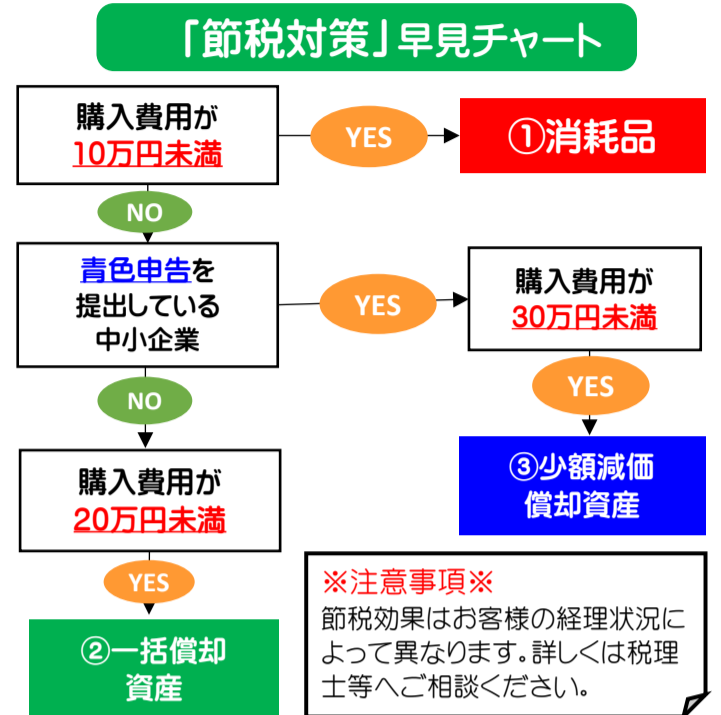 「節税対策」早見チャート
購入費用が
10万円未満
YES
①消耗品
NO
青色申告を
提出している
中小企業
YES
購入費用が
30万円未満
NO
YES
購入費用が
20万円未満
③少額減価
償却資産
YES
②一括償却
資産
※注意事項※
節税効果はお客様の経理状況に
よって異なります。詳しくは税理
士等へご相談ください。